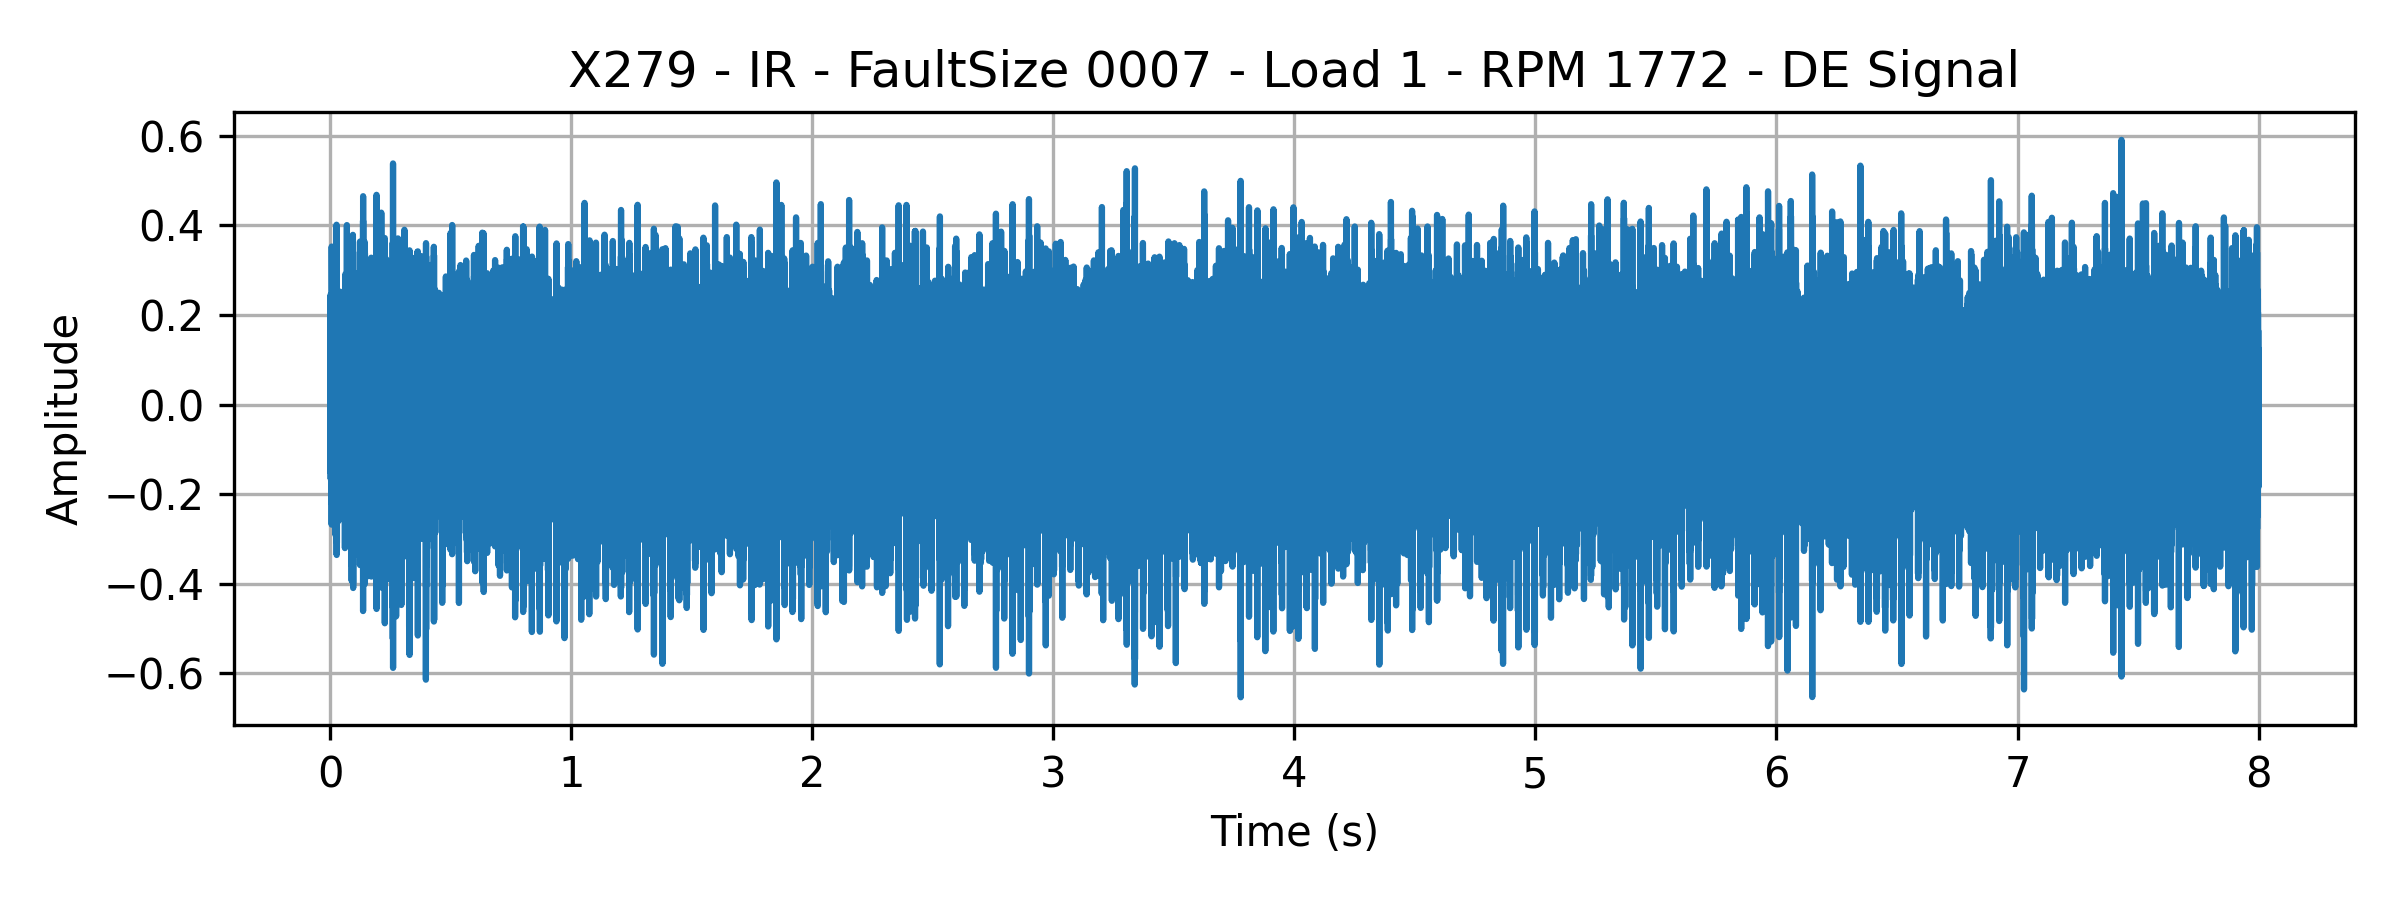 X279 - IR - FaultSize 0007 - Load 1 - RPM 1772 - DE Signal
0.6
0.4
0.2
0.0
−0.2
−0.4
−0.6
Amplitude
0 1 2 3 4 5 6 7 8
Time (s)